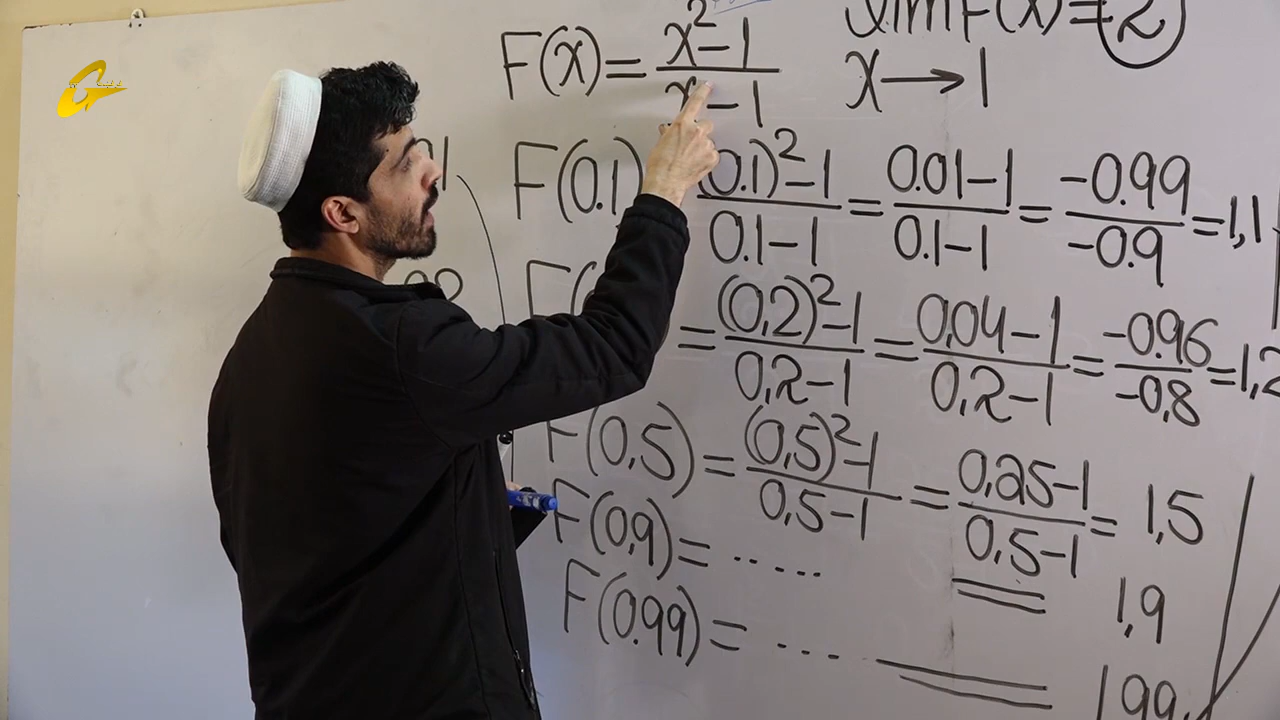 F(x) = x²-1 / x-1   lim F(x) = 2
x → 1
F(0.1) = (0.1)²-1 / 0.1-1 = 0.01-1 / 0.1-1 = -0.99 / -0.9 = 1,1
= (0,2)²-1 / 0,2-1 = 0,04-1 / 0,2-1 = -0.96 / -0,8 = 1,2
F(0,5) = (0,5)²-1 / 0,5-1 = 0,25-1 / 0,5-1 = 1,5
F(0,9) = ..... 1,9
F(0.99) = .... 1,99